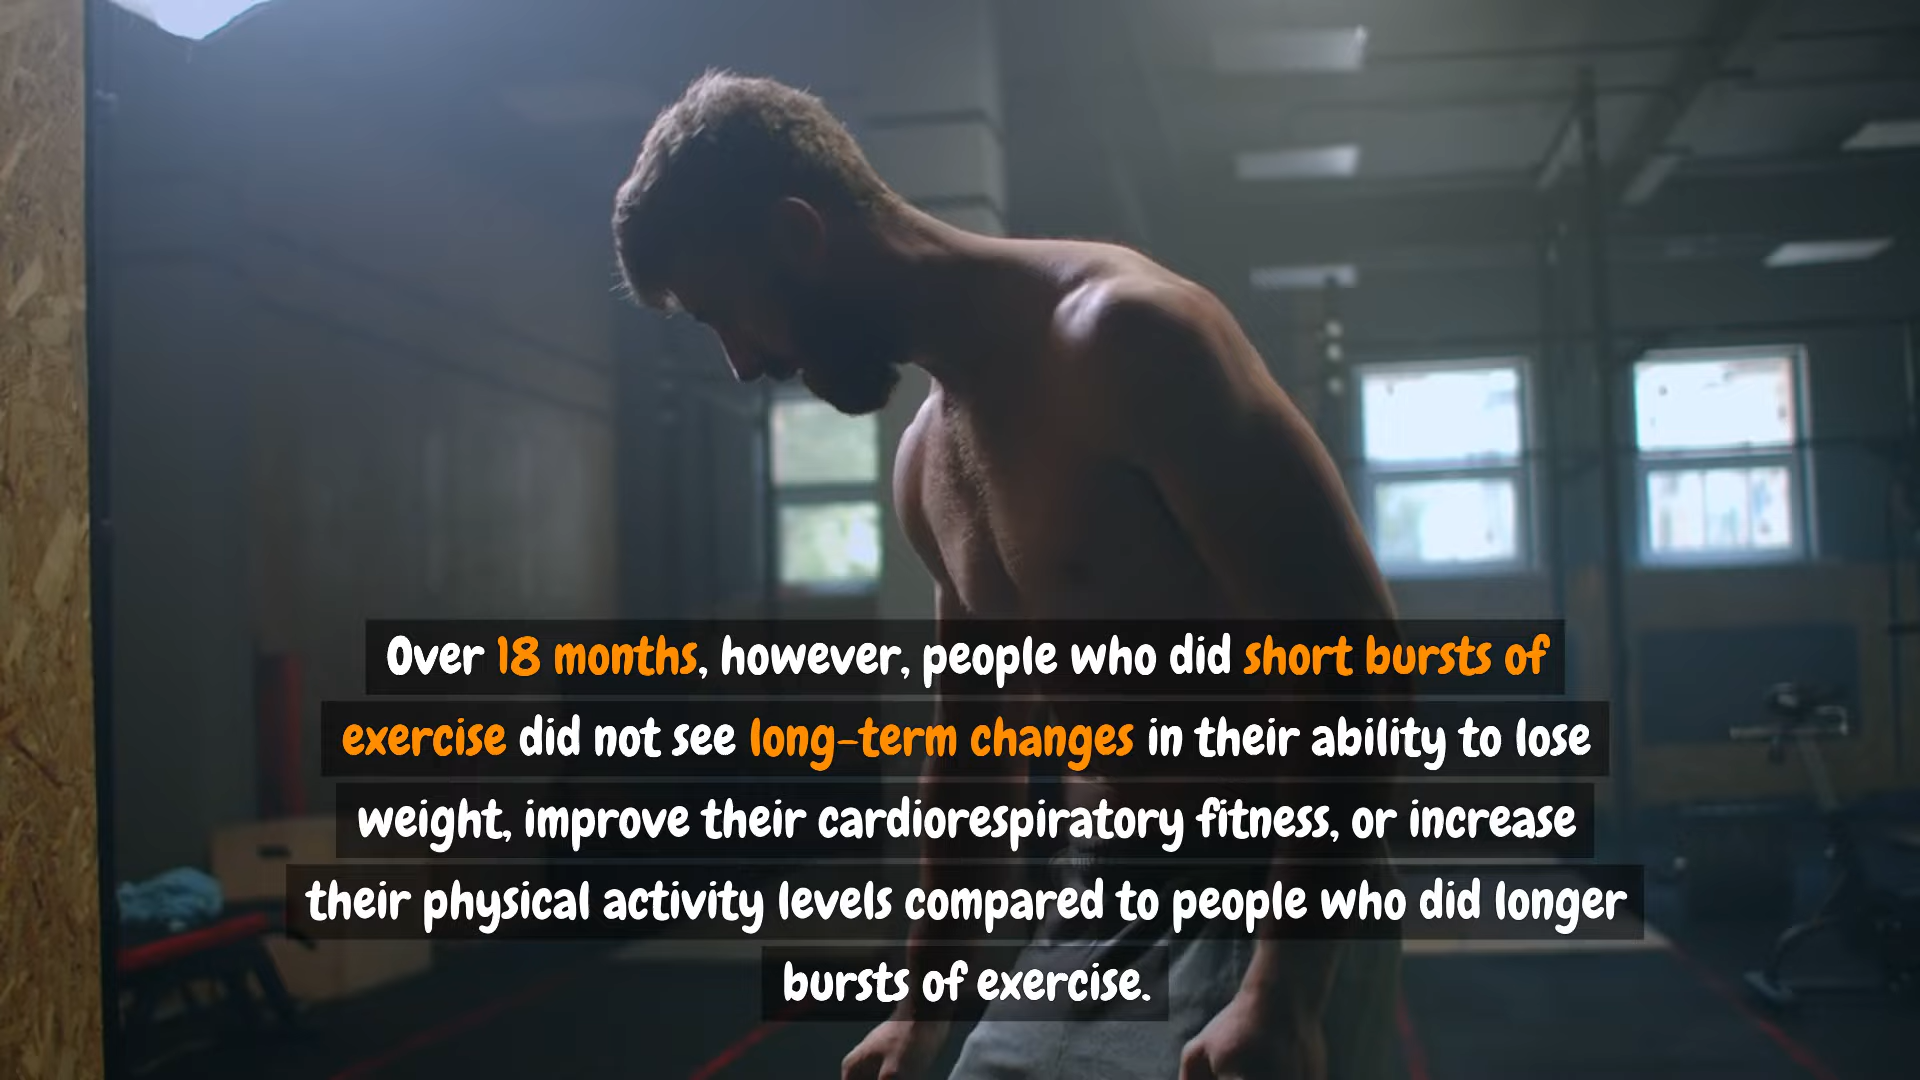 Over 18 months, however, people who did short bursts of
exercise did not see long-term changes in their ability to lose
weight, improve their cardiorespiratory fitness, or increase
their physical activity levels compared to people who did longer
bursts of exercise.